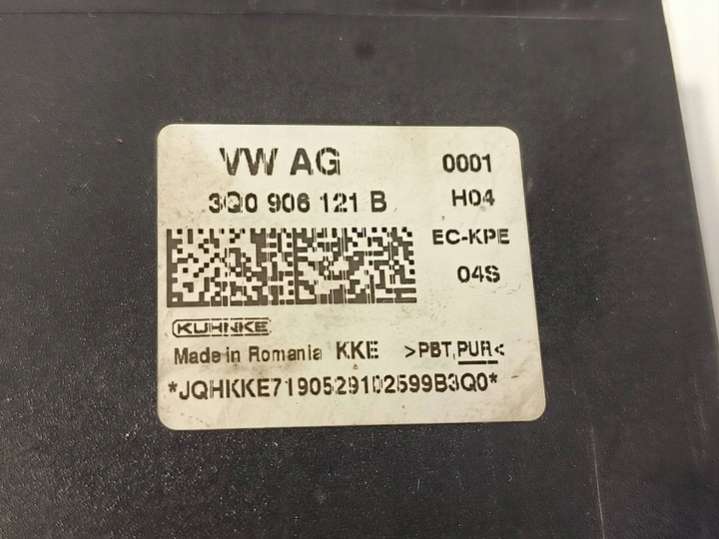 VW AG 0001
3Q0 906 121 B H04
EC-KPE
04S
KUHNKE
Made in Romania KKE >PBT,PUR<
*JQHKKE7190529102599B3Q0*